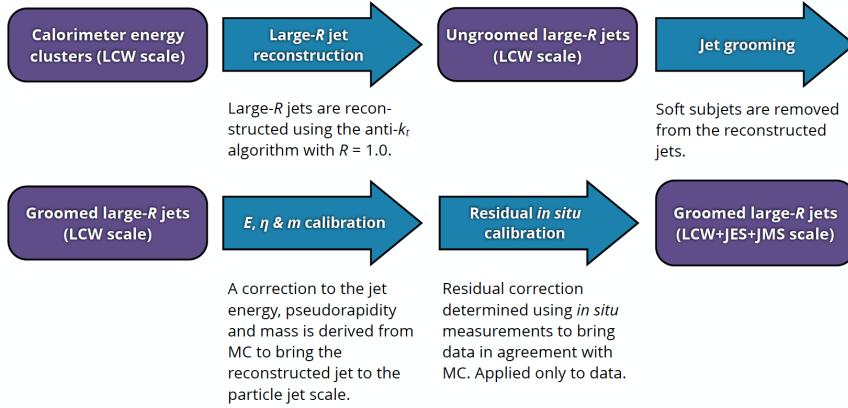 Calorimeter energy
clusters (LCW scale)
Large-R jet
reconstruction
Ungroomed large-R jets
(LCW scale)
Jet grooming
Large-R jets are recon-
structed using the anti-kt
algorithm with R = 1.0.
Soft subjets are removed
from the reconstructed
jets.
Groomed large-R jets
(LCW scale)
E, η & m calibration
Residual in situ
calibration
Groomed large-R jets
(LCW+JES+JMS scale)
A correction to the jet
energy, pseudorapidity
and mass is derived from
MC to bring the
reconstructed jet to the
particle jet scale.
Residual correction
determined using in situ
measurements to bring
data in agreement with
MC. Applied only to data.